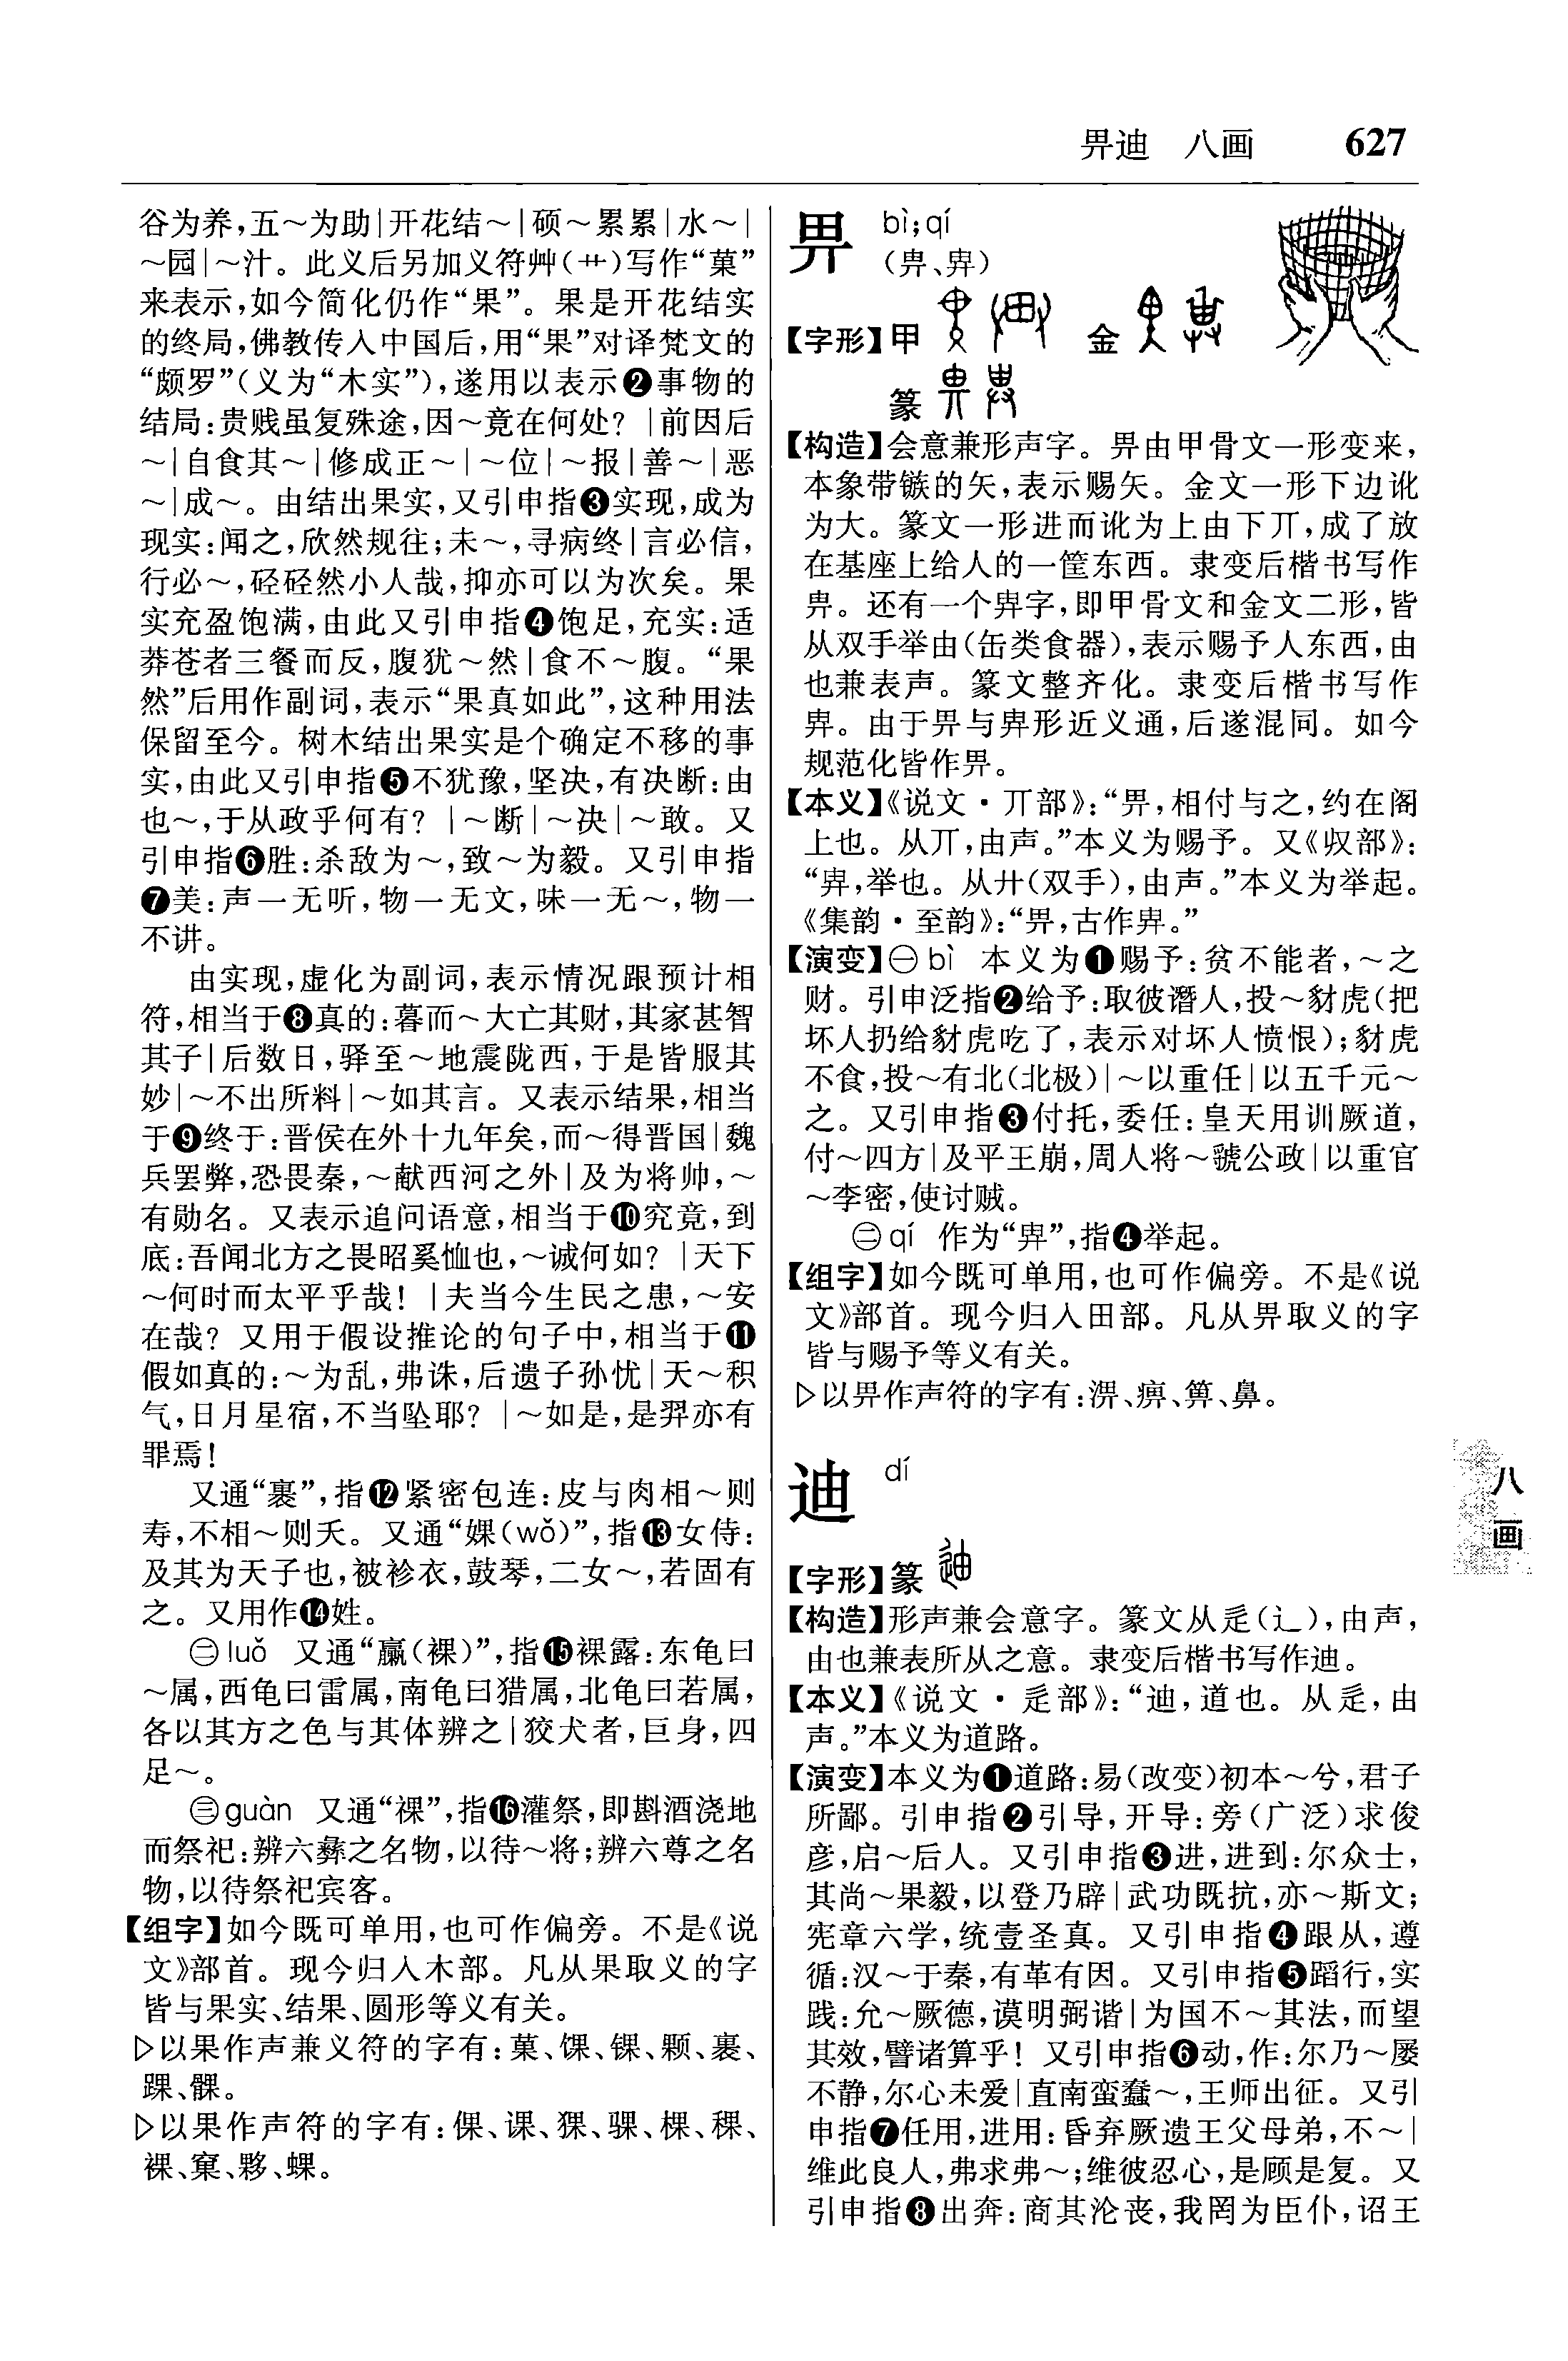 畀迪　八画　627
谷为养,五～为助|开花结～|硕～累累|水～|
～园|～汁。此义后另加义符艸(艹)写作“菓”
来表示,如今简化仍作“果”。果是开花结实
的终局,佛教传入中国后,用“果”对译梵文的
“颇罗”(义为“木实”),遂用以表示❷事物的
结局:贵贱虽复殊途,因～竟在何处？|前因后
～|自食其～|修成正～|～位|～报|善～|恶
～|成～。由结出果实,又引申指❸实现,成为
现实:闻之,欣然规往;未～,寻病终|言必信,
行必～,硁硁然小人哉,抑亦可以为次矣。果
实充盈饱满,由此又引申指❹饱足,充实:适
莽苍者三餐而反,腹犹～然|食不～腹。“果
然”后用作副词,表示“果真如此”,这种用法
保留至今。树木结出果实是个确定不移的事
实,由此又引申指❺不犹豫,坚决,有决断:由
也～,于从政乎何有？|～断|～决|～敢。又
引申指❻胜:杀敌为～,致～为毅。又引申指
❼美:声一无听,物一无文,味一无～,物一
不讲。
由实现,虚化为副词,表示情况跟预计相
符,相当于❽真的:暮而～大亡其财,其家甚智
其子|后数日,驿至～地震陇西,于是皆服其
妙|～不出所料|～如其言。又表示结果,相当
于❾终于:晋侯在外十九年矣,而～得晋国|魏
兵罢弊,恐畏秦,～献西河之外|及为将帅,～
有勋名。又表示追问语意,相当于❿究竟,到
底:吾闻北方之畏昭奚恤也,～诚何如？|天下
～何时而太平乎哉！|夫当今生民之患,～安
在哉？又用于假设推论的句子中,相当于⓫
假如真的:～为乱,弗诛,后遗子孙忧|天～积
气,日月星宿,不当坠耶？|～如是,是羿亦有
罪焉！
又通“裹”,指⓬紧密包连:皮与肉相～则
寿,不相～则夭。又通“婐(wǒ)”,指⓭女侍:
及其为天子也,被袗衣,鼓琴,二女～,若固有
之。又用作⓮姓。
㊁luǒ　又通“臝(裸)”,指⓯裸露:东龟曰
～属,西龟曰雷属,南龟曰猎属,北龟曰若属,
各以其方之色与其体辨之|狡犬者,巨身,四
足～。
㊂guàn　又通“祼”,指⓰灌祭,即斟酒浇地
而祭祀:辨六彝之名物,以待～将;辨六尊之名
物,以待祭祀宾客。
【组字】如今既可单用,也可作偏旁。不是《说
文》部首。现今归入木部。凡从果取义的字
皆与果实、结果、圆形等义有关。
▷以果作声兼义符的字有:菓、馃、锞、颗、裹、
踝、髁。
▷以果作声符的字有:倮、课、猓、骒、棵、稞、
裸、窠、夥、蜾。
畀　bì;qí
(畁、𢌿)
【字形】甲　金
篆
【构造】会意兼形声字。畀由甲骨文一形变来,
本象带镞的矢,表示赐矢。金文一形下边讹
为大。篆文一形进而讹为上由下丌,成了放
在基座上给人的一筐东西。隶变后楷书写作
畁。还有一个𢌿字,即甲骨文和金文二形,皆
从双手举由(缶类食器),表示赐予人东西,由
也兼表声。篆文整齐化。隶变后楷书写作
𢌿。由于畀与𢌿形近义通,后遂混同。如今
规范化皆作畀。
【本义】《说文·丌部》:“畀,相付与之,约在阁
上也。从丌,由声。”本义为赐予。又《収部》:
“𢌿,举也。从廾(双手),由声。”本义为举起。
《集韵·至韵》:“畀,古作𢌿。”
【演变】㊀bì　本义为❶赐予:贫不能者,～之
财。引申泛指❷给予:取彼谮人,投～豺虎(把
坏人扔给豺虎吃了,表示对坏人愤恨);豺虎
不食,投～有北(北极)|～以重任|以五千元～
之。又引申指❸付托,委任:皇天用训厥道,
付～四方|及平王崩,周人将～虢公政|以重官
～李密,使讨贼。
㊁qí　作为“𢌿”,指❹举起。
【组字】如今既可单用,也可作偏旁。不是《说
文》部首。现今归入田部。凡从畀取义的字
皆与赐予等义有关。
▷以畀作声符的字有:淠、痹、箅、鼻。
迪　dí
【字形】篆
【构造】形声兼会意字。篆文从辵(辶),由声,
由也兼表所从之意。隶变后楷书写作迪。
【本义】《说文·辵部》:“迪,道也。从辵,由
声。”本义为道路。
【演变】本义为❶道路:易(改变)初本～兮,君子
所鄙。引申指❷引导,开导:旁(广泛)求俊
彦,启～后人。又引申指❸进,进到:尔众士,
其尚～果毅,以登乃辟|武功既抗,亦～斯文;
宪章六学,统壹圣真。又引申指❹跟从,遵
循:汉～于秦,有革有因。又引申指❺蹈行,实
践:允～厥德,谟明弼谐|为国不～其法,而望
其效,譬诸算乎！又引申指❻动,作:尔乃～屡
不静,尔心未爱|直南蛮蠢～,王师出征。又引
申指❼任用,进用:昏弃厥遗王父母弟,不～|
维此良人,弗求弗～;维彼忍心,是顾是复。又
引申指❽出奔:商其沦丧,我罔为臣仆,诏王
八
画